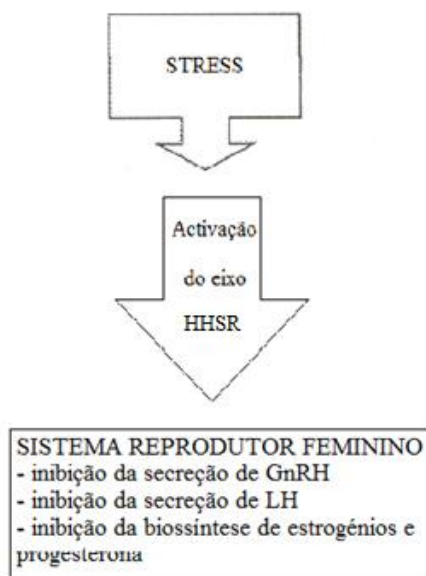 STRESS
Activação
do eixo
HHSR
SISTEMA REPRODUTOR FEMININO
- inibição da secreção de GnRH
- inibição da secreção de LH
- inibição da biossíntese de estrogénios e
progesterona